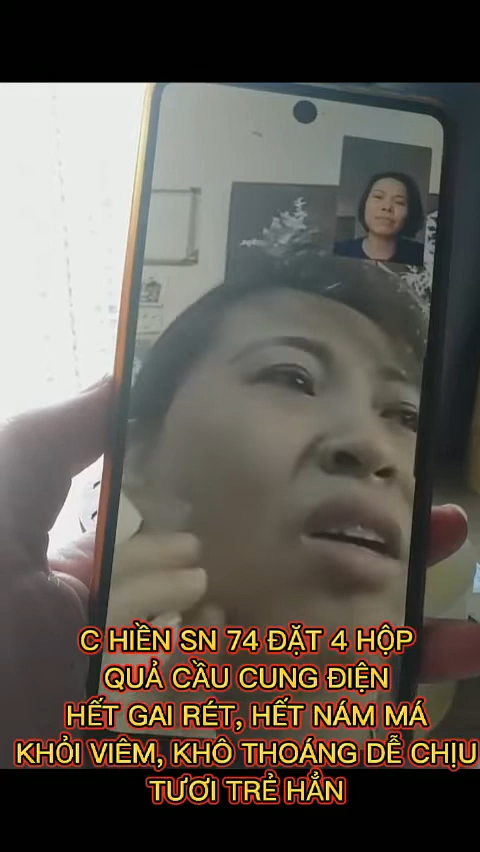 C HIỀN SN 74 ĐẶT 4 HỘP
QUẢ CẦU CUNG ĐIỆN
HẾT GAI RÉT, HẾT NÁM MÁ
KHỎI VIÊM, KHÔ THOÁNG DỄ CHỊU
TƯƠI TRẺ HẲN